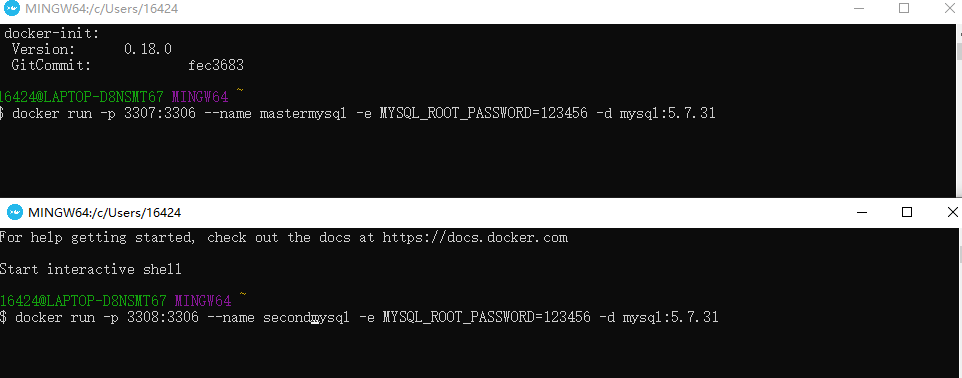 MINGW64:/c/Users/16424
docker-init:
Version: 0.18.0
GitCommit: fec3683
16424@LAPTOP-D8NSMT67 MINGW64 ~
$ docker run -p 3307:3306 --name mastermysql -e MYSQL_ROOT_PASSWORD=123456 -d mysql:5.7.31
MINGW64:/c/Users/16424
For help getting started, check out the docs at https://docs.docker.com
Start interactive shell
16424@LAPTOP-D8NSMT67 MINGW64 ~
$ docker run -p 3308:3306 --name secondmysql -e MYSQL_ROOT_PASSWORD=123456 -d mysql:5.7.31